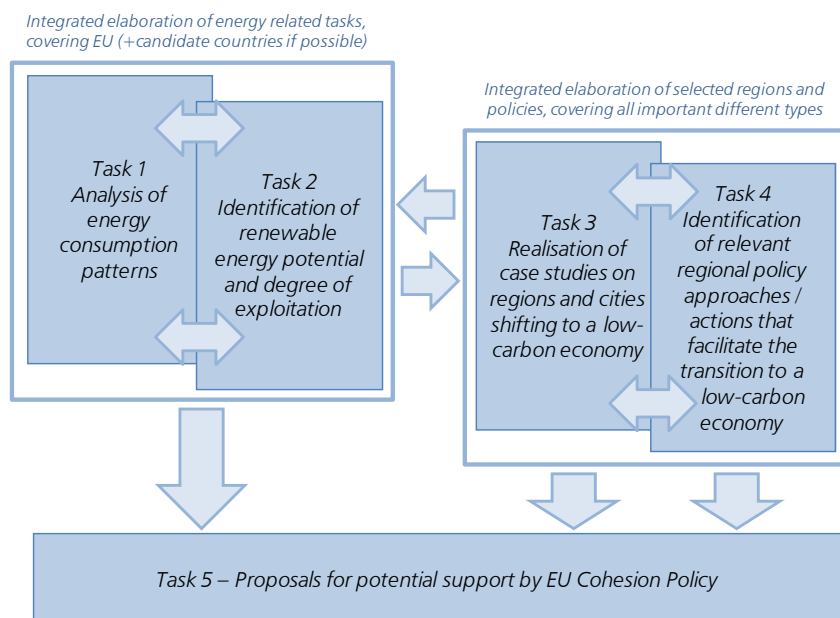 Integrated elaboration of energy related tasks,
covering EU (+candidate countries if possible)
Task 1
Analysis of
energy
consumption
patterns
Task 2
Identification of
renewable
energy potential
and degree of
exploitation
Integrated elaboration of selected regions and
policies, covering all important different types
Task 3
Realisation of
case studies on
regions and cities
shifting to a low-
carbon economy
Task 4
Identification
of relevant
regional policy
approaches /
actions that
facilitate the
transition to a
low-carbon
economy
Task 5 – Proposals for potential support by EU Cohesion Policy